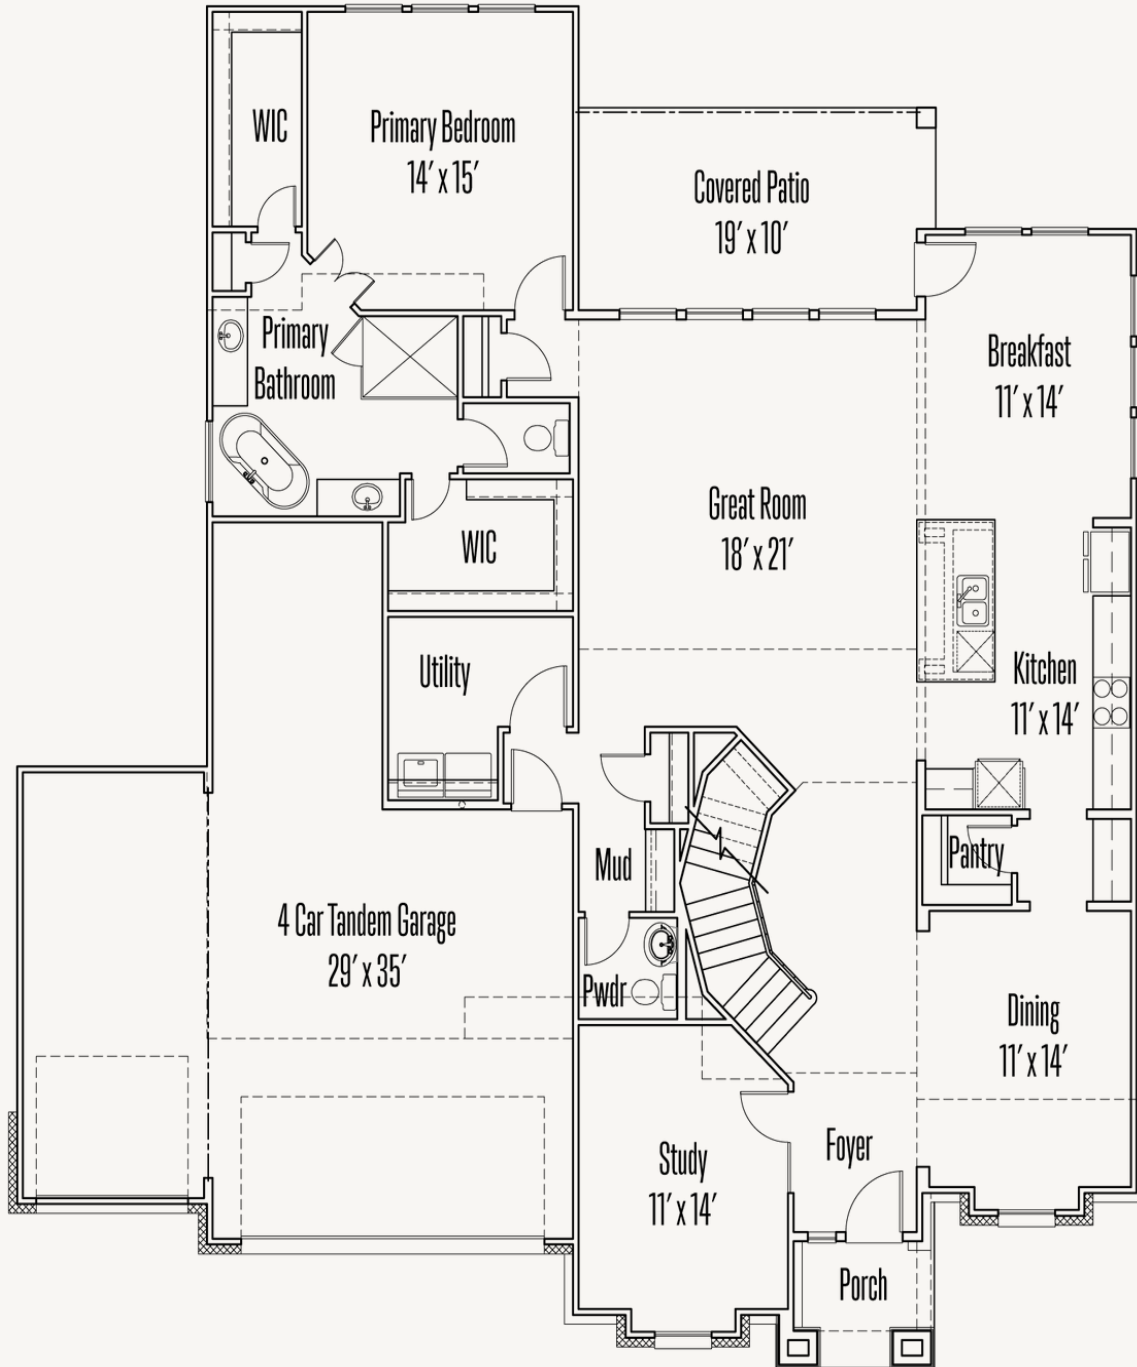 WIC
Primary Bedroom
14' x 15'
Covered Patio
19' x 10'
Primary
Bathroom
Breakfast
11' x 14'
Great Room
18' x 21'
WIC
Utility
Kitchen
11' x 14'
Mud
Pantry
4 Car Tandem Garage
29' x 35'
Pwdr
Dining
11' x 14'
Study
11' x 14'
Foyer
Porch